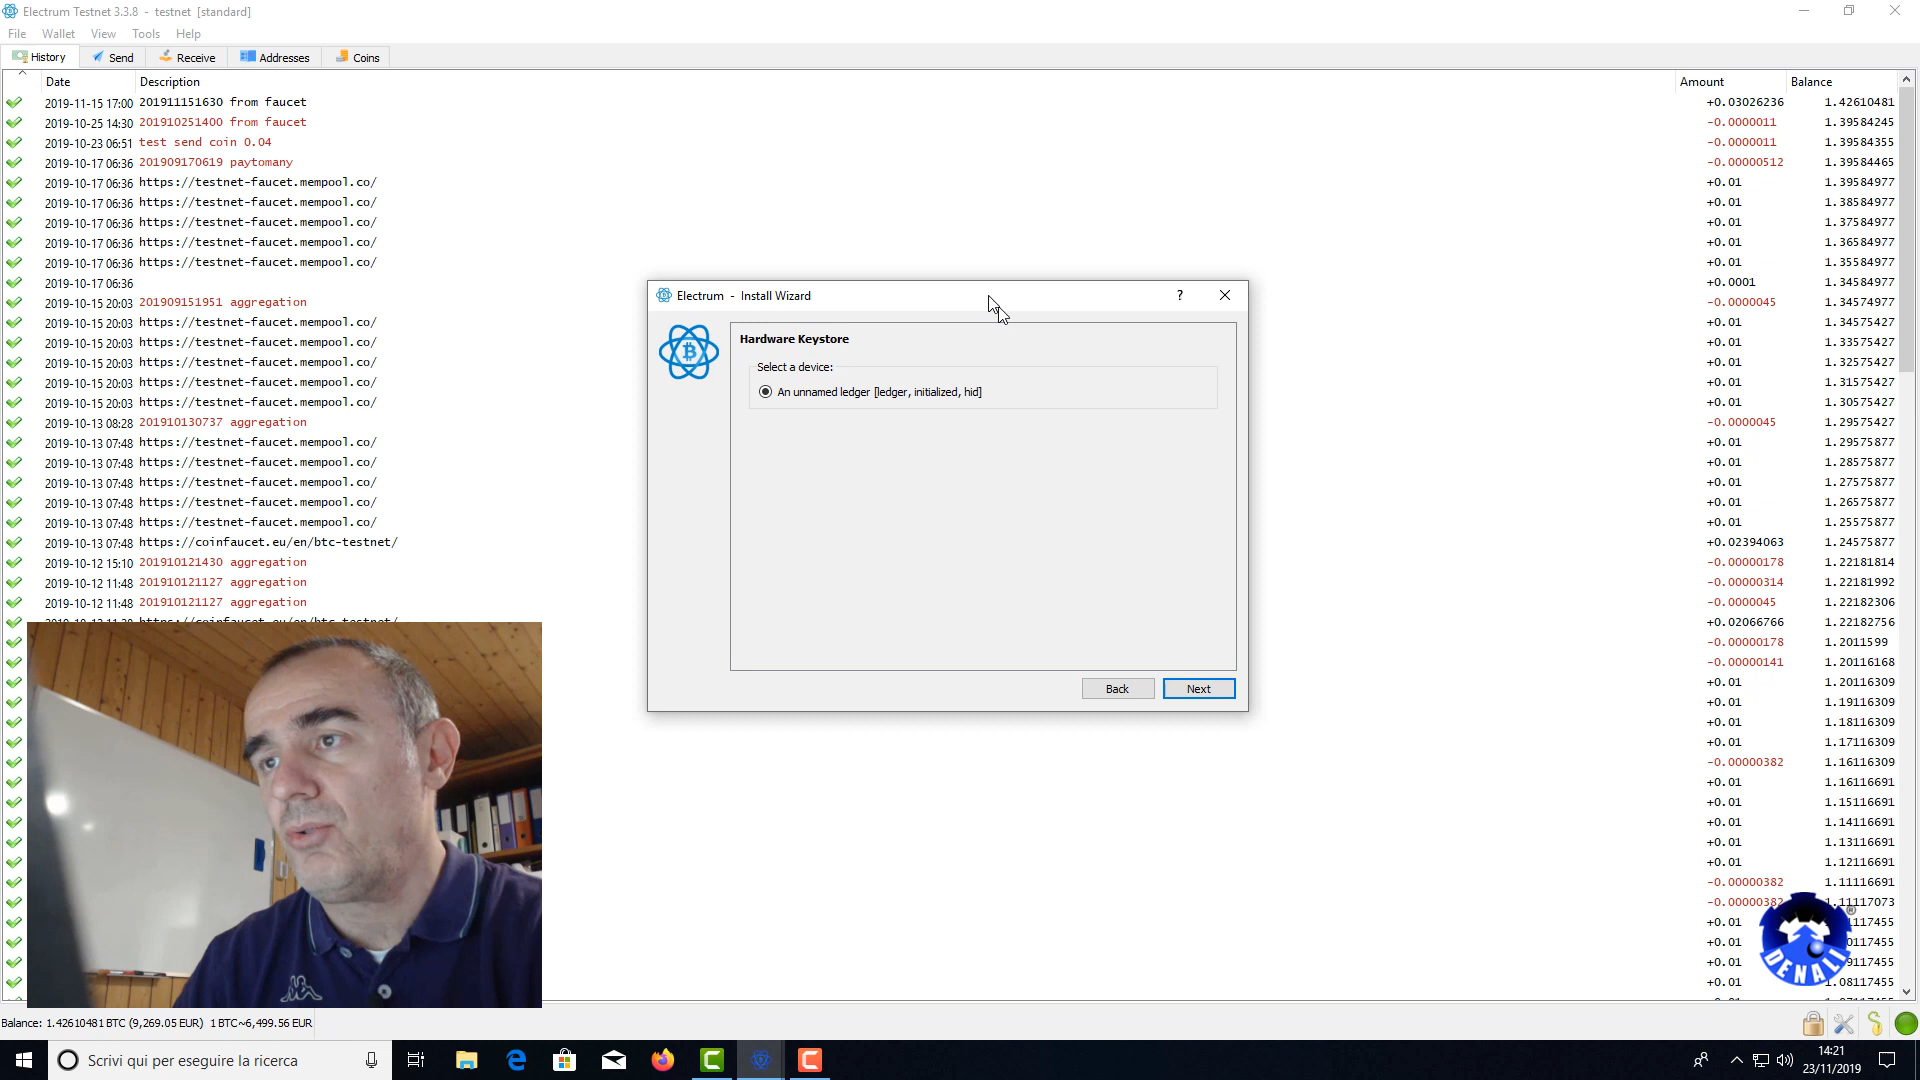 Electrum Testnet 3.3.8 - testnet [standard]
File Wallet View Tools Help
History Send Receive Addresses Coins
Date Description Amount Balance
2019-11-15 17:00 201911151630 from faucet +0.03026236 1.42610481
2019-10-25 14:30 201910251400 from faucet -0.0000011 1.39584245
2019-10-23 06:51 test send coin 0.04 -0.0000011 1.39584355
2019-10-17 06:36 201909170619 paytomany -0.00000512 1.39584465
2019-10-17 06:36 https://testnet-faucet.mempool.co/ +0.01 1.39584977
2019-10-17 06:36 https://testnet-faucet.mempool.co/ +0.01 1.38584977
2019-10-17 06:36 https://testnet-faucet.mempool.co/ +0.01 1.37584977
2019-10-17 06:36 https://testnet-faucet.mempool.co/ +0.01 1.36584977
2019-10-17 06:36 https://testnet-faucet.mempool.co/ +0.01 1.35584977
2019-10-17 06:36 +0.0001 1.34584977
2019-10-15 20:03 201909151951 aggregation -0.0000045 1.34574977
2019-10-15 20:03 https://testnet-faucet.mempool.co/ +0.01 1.34575427
2019-10-15 20:03 https://testnet-faucet.mempool.co/ +0.01 1.33575427
2019-10-15 20:03 https://testnet-faucet.mempool.co/ +0.01 1.32575427
2019-10-15 20:03 https://testnet-faucet.mempool.co/ +0.01 1.31575427
2019-10-15 20:03 https://testnet-faucet.mempool.co/ +0.01 1.30575427
2019-10-13 08:28 201910130737 aggregation -0.0000045 1.29575427
2019-10-13 07:48 https://testnet-faucet.mempool.co/ +0.01 1.29575877
2019-10-13 07:48 https://testnet-faucet.mempool.co/ +0.01 1.28575877
2019-10-13 07:48 https://testnet-faucet.mempool.co/ +0.01 1.27575877
2019-10-13 07:48 https://testnet-faucet.mempool.co/ +0.01 1.26575877
2019-10-13 07:48 https://testnet-faucet.mempool.co/ +0.01 1.25575877
2019-10-13 07:48 https://coinfaucet.eu/en/btc-testnet/ +0.02394063 1.24575877
2019-10-12 15:10 201910121430 aggregation -0.00000178 1.22181814
2019-10-12 11:48 201910121127 aggregation -0.00000314 1.22181992
2019-10-12 11:48 201910121127 aggregation -0.0000045 1.22182306
+0.02066766 1.22182756
-0.00000178 1.2011599
-0.00000141 1.20116168
+0.01 1.20116309
+0.01 1.19116309
+0.01 1.18116309
+0.01 1.17116309
-0.00000382 1.16116309
+0.01 1.16116691
+0.01 1.15116691
+0.01 1.14116691
+0.01 1.13116691
+0.01 1.12116691
-0.00000382 1.11116691
1.11117073
+0.01
+0.01
+0.01
+0.01
Electrum - Install Wizard
?
Hardware Keystore
Select a device:
An unnamed ledger [ledger, initialized, hid]
Back Next
DENALI
®
Balance: 1.42610481 BTC (9,269.05 EUR) 1 BTC~6,499.56 EUR
Scrivi qui per eseguire la ricerca
14:21
23/11/2019